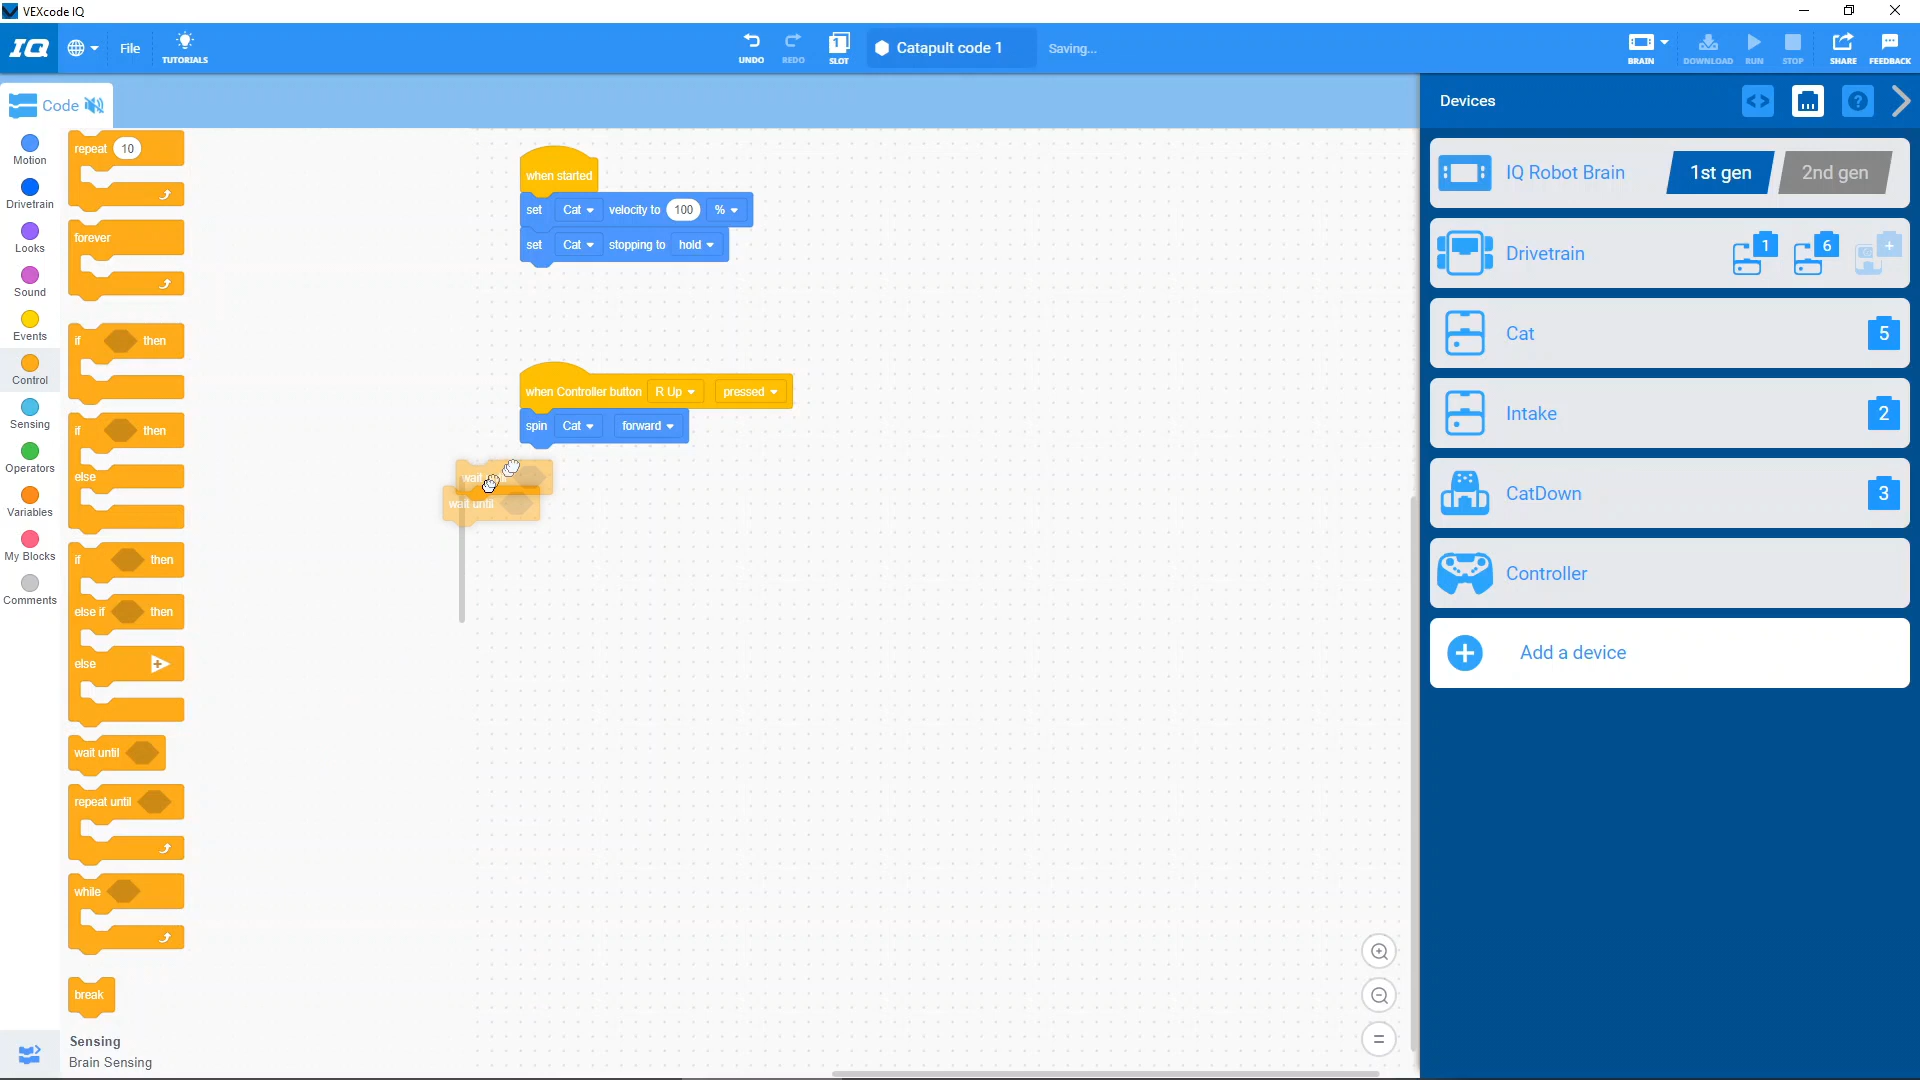 VEXcode IQ
IQ
File
TUTORIALS
UNDO
REDO
1
SLOT
Catapult code 1
Saving...
BRAIN
DOWNLOAD
RUN
STOP
SHARE
FEEDBACK
Code
Devices
Motion
Drivetrain
Looks
Sound
Events
Control
Sensing
Operators
Variables
My Blocks
Comments
repeat 10
forever
if then
if then
else
if then
else if then
else
wait until
repeat until
while
break
Sensing
Brain Sensing
when started
set Cat velocity to 100 %
set Cat stopping to hold
when Controller button R Up pressed
spin Cat forward
wait until
IQ Robot Brain 1st gen 2nd gen
Drivetrain 1 6
Cat 5
Intake 2
CatDown 3
Controller
Add a device